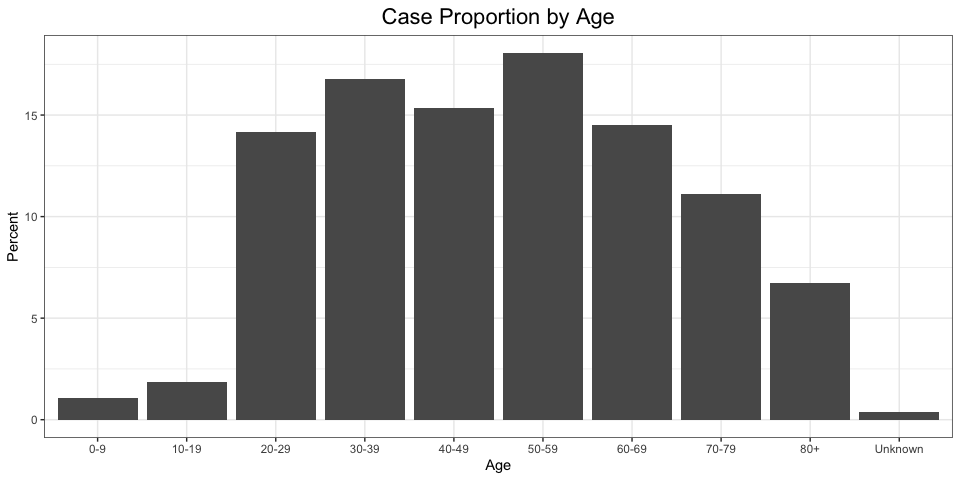 Case Proportion by Age
Percent
15
10
5
0
0-9 10-19 20-29 30-39 40-49 50-59 60-69 70-79 80+ Unknown
Age